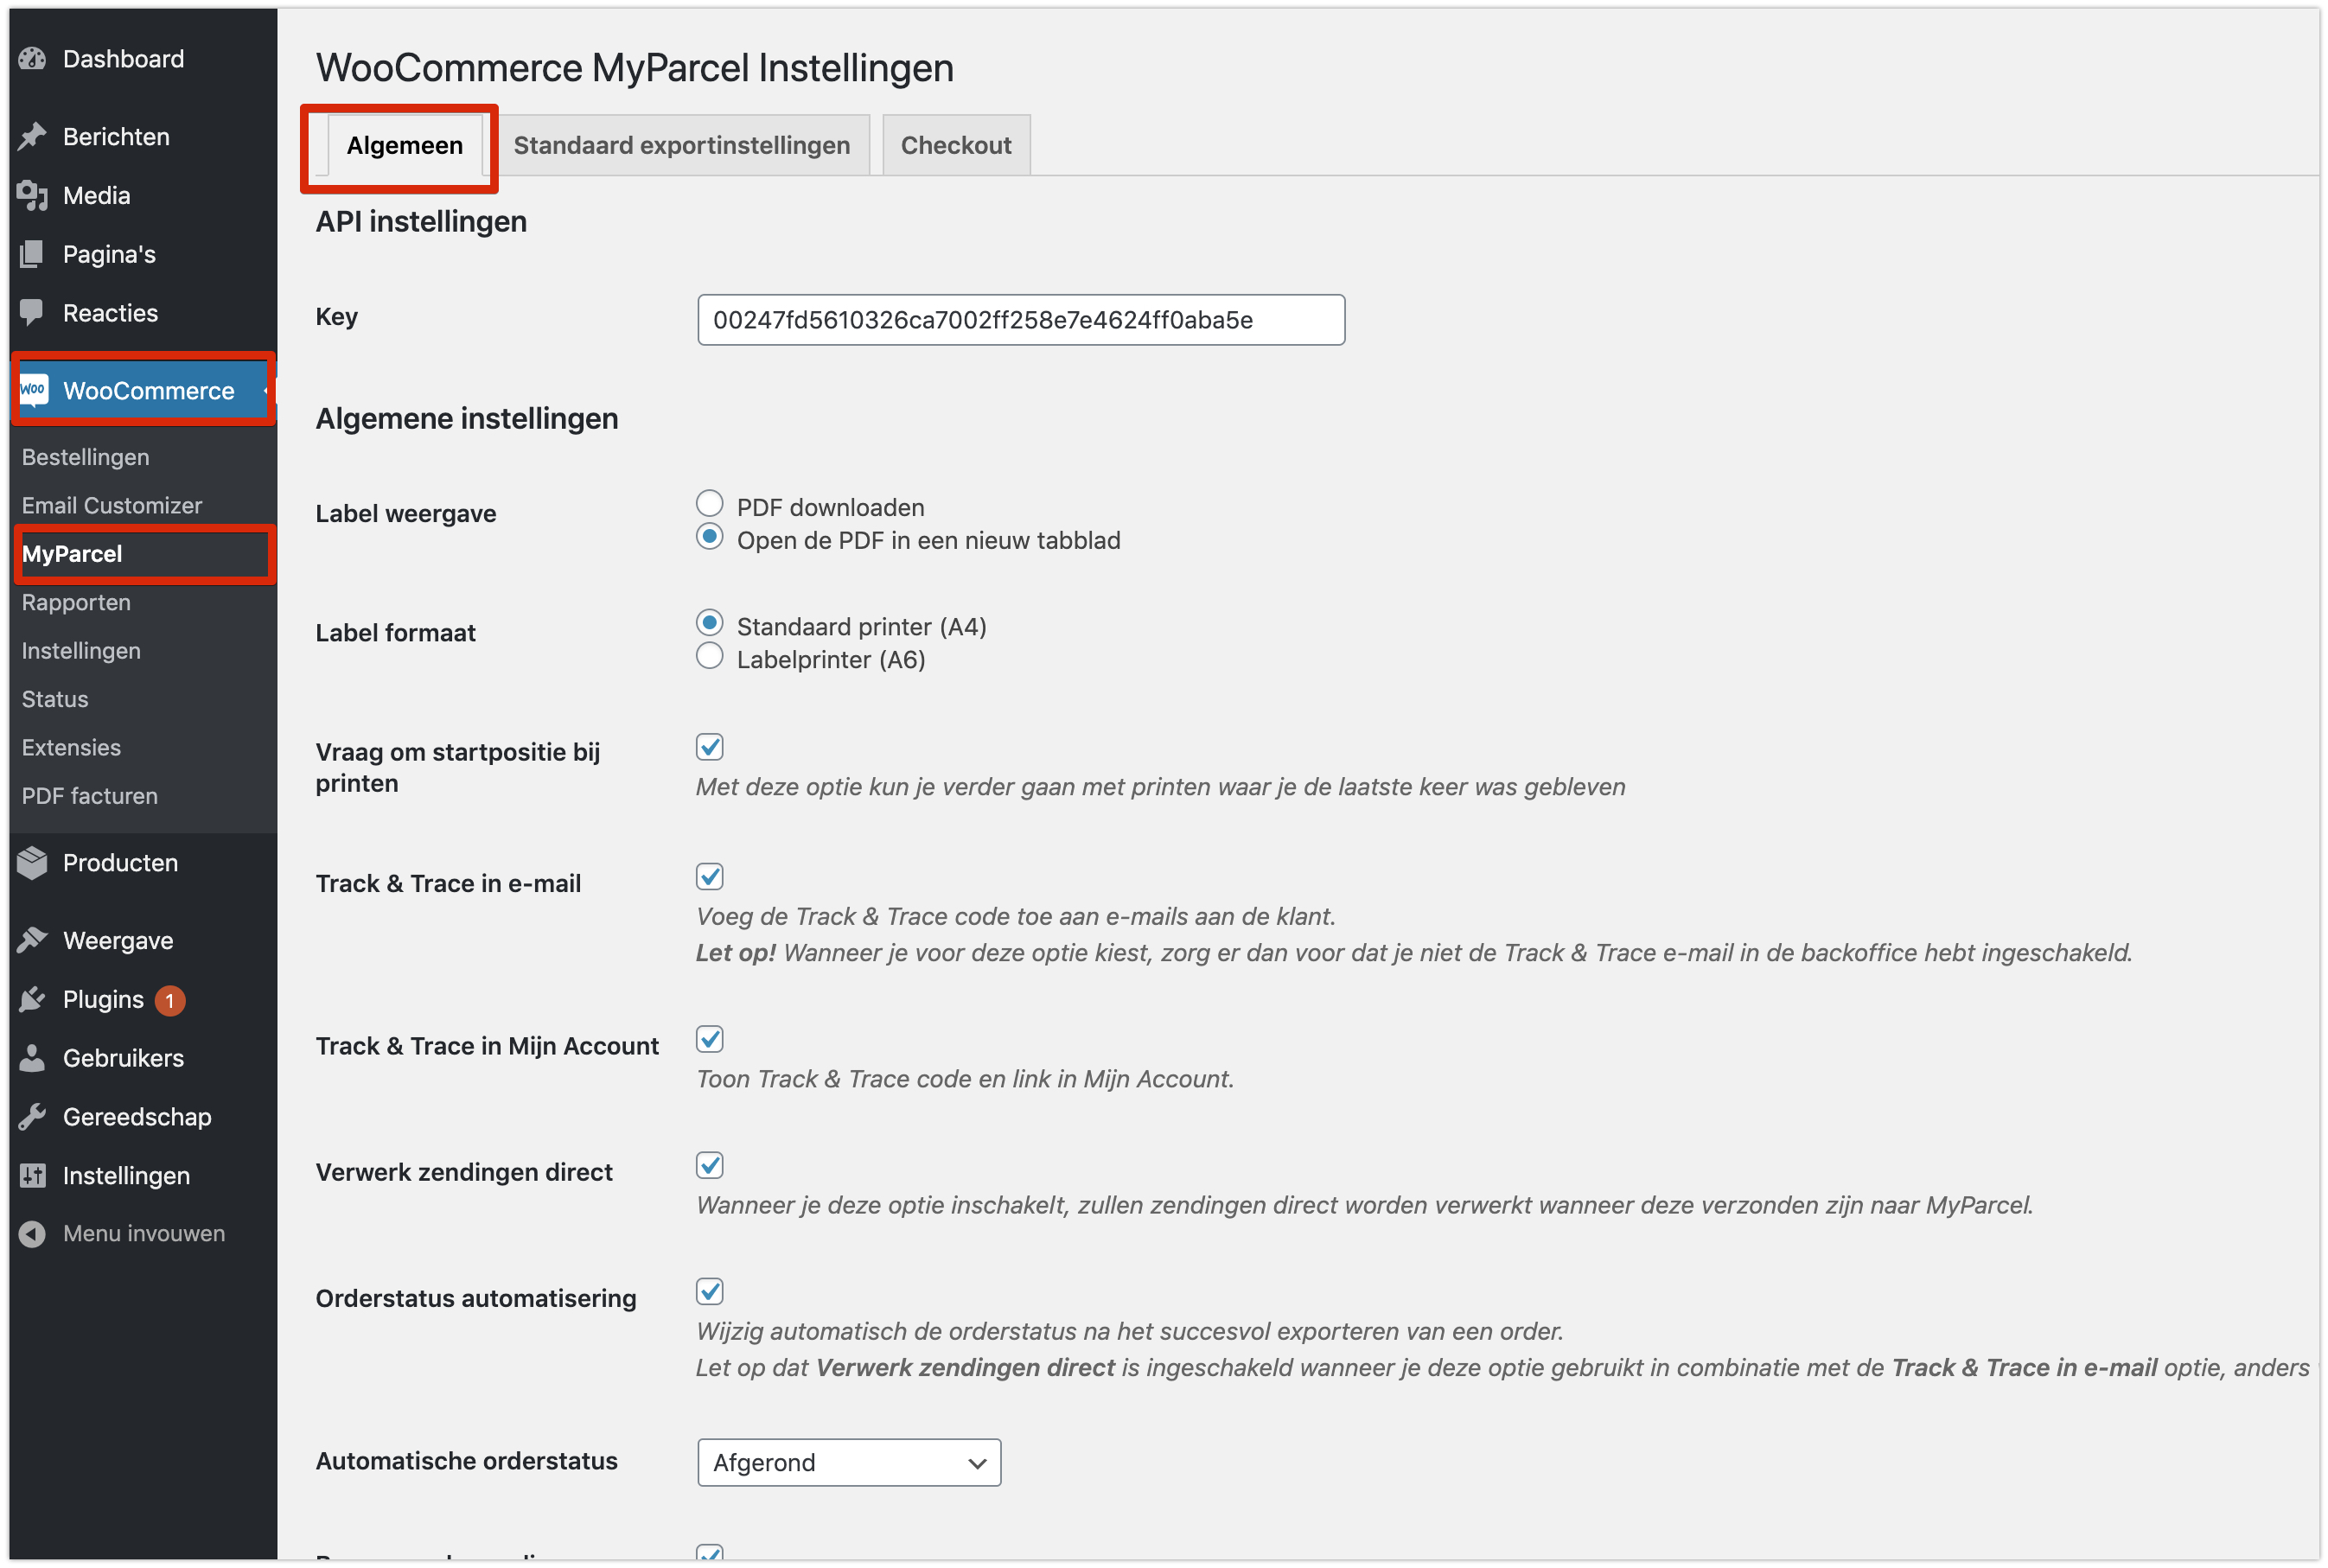 Dashboard
Berichten
Media
Pagina's
Reacties
WOO
WooCommerce
Bestellingen
Email Customizer
MyParcel
Rapporten
Instellingen
Status
Extensies
PDF facturen
Producten
Weergave
Plugins 1
Gebruikers
Gereedschap
Instellingen
Menu invouwen
WooCommerce MyParcel Instellingen
Algemeen
Standaard exportinstellingen
Checkout
API instellingen
Key
00247fd5610326ca7002ff258e7e4624ff0aba5e
Algemene instellingen
Label weergave
PDF downloaden
Open de PDF in een nieuw tabblad
Label formaat
Standaard printer (A4)
Labelprinter (A6)
Vraag om startpositie bij
printen
Met deze optie kun je verder gaan met printen waar je de laatste keer was gebleven
Track & Trace in e-mail
Voeg de Track & Trace code toe aan e-mails aan de klant.
Let op! Wanneer je voor deze optie kiest, zorg er dan voor dat je niet de Track & Trace e-mail in de backoffice hebt ingeschakeld.
Track & Trace in Mijn Account
Toon Track & Trace code en link in Mijn Account.
Verwerk zendingen direct
Wanneer je deze optie inschakelt, zullen zendingen direct worden verwerkt wanneer deze verzonden zijn naar MyParcel.
Orderstatus automatisering
Wijzig automatisch de orderstatus na het succesvol exporteren van een order.
Let op dat Verwerk zendingen direct is ingeschakeld wanneer je deze optie gebruikt in combinatie met de Track & Trace in e-mail optie, anders
Automatische orderstatus
Afgerond